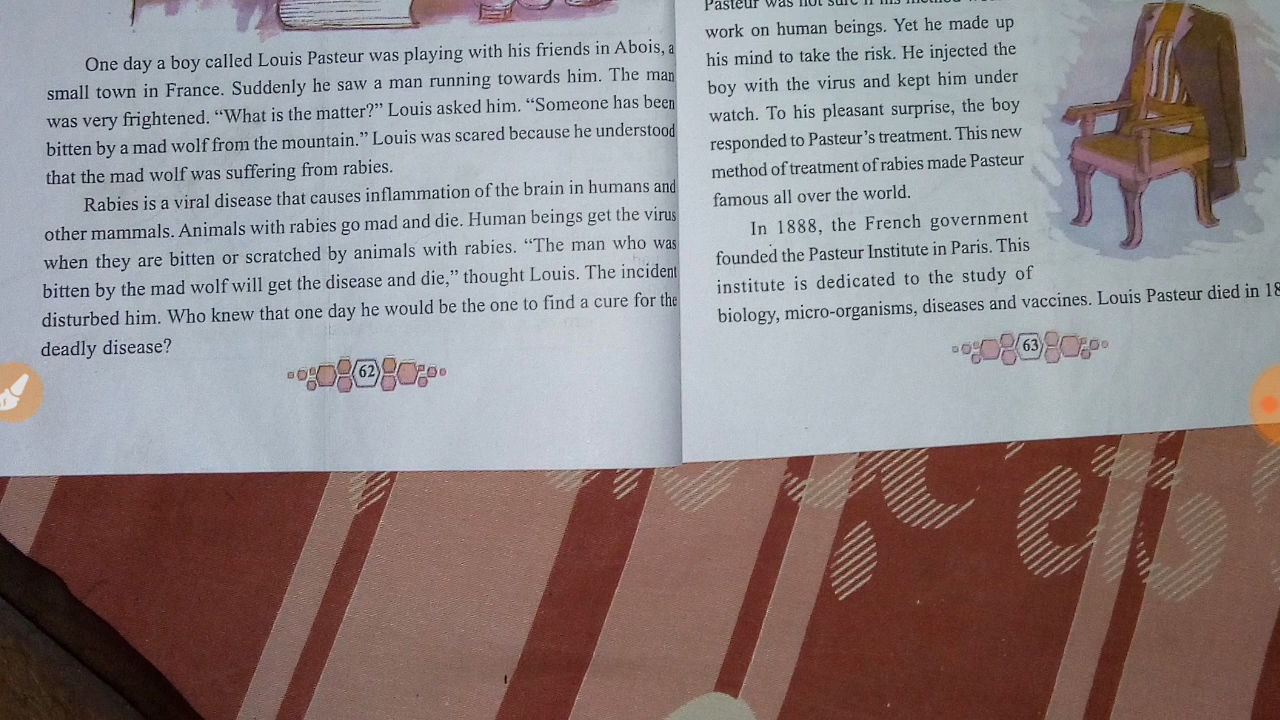 One day a boy called Louis Pasteur was playing with his friends in Abois, a
small town in France. Suddenly he saw a man running towards him. The man
was very frightened. “What is the matter?” Louis asked him. “Someone has been
bitten by a mad wolf from the mountain.” Louis was scared because he understood
that the mad wolf was suffering from rabies.
Rabies is a viral disease that causes inflammation of the brain in humans and
other mammals. Animals with rabies go mad and die. Human beings get the virus
when they are bitten or scratched by animals with rabies. “The man who was
bitten by the mad wolf will get the disease and die,” thought Louis. The incident
disturbed him. Who knew that one day he would be the one to find a cure for the
deadly disease?
62
Pasteur was not sure if his method
work on human beings. Yet he made up
his mind to take the risk. He injected the
boy with the virus and kept him under
watch. To his pleasant surprise, the boy
responded to Pasteur’s treatment. This new
method of treatment of rabies made Pasteur
famous all over the world.
In 1888, the French government
founded the Pasteur Institute in Paris. This
institute is dedicated to the study of
biology, micro-organisms, diseases and vaccines. Louis Pasteur died in 18
63